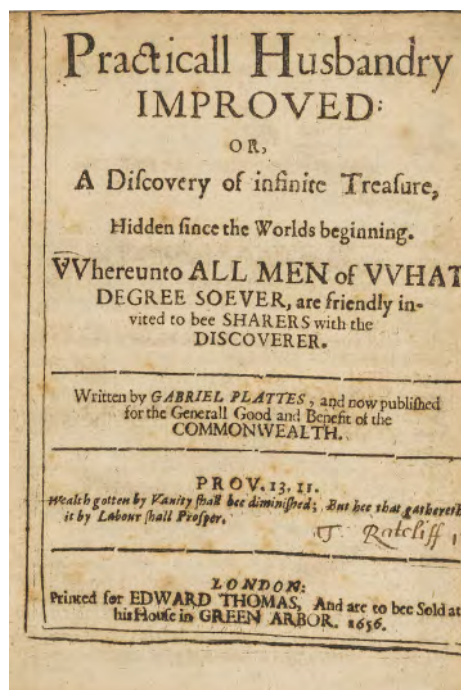 Practicall Husbandry
IMPROVED:
OR,
A Diſcovery of infinite Treaſure,
Hidden ſince the Worlds beginning.
VVhereunto ALL MEN of VVHAT
DEGREE SOEVER, are friendly in-
vited to bee SHARERS with the
DISCOVERER.
Written by GABRIEL PLATTES, and now publiſhed
for the Generall Good and Benefit of the
COMMONWEALTH.
PROV. 13. 11.
Wealth gotten by Vanity ſhall bee diminiſhed; But hee that gathereth
it by Labour ſhall Proſper.
T Ratcliff
LONDON:
Printed for EDWARD THOMAS, And are to bee Sold at
his Houſe in GREEN ARBOR. 1656.